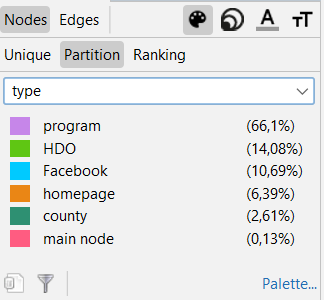 Nodes Edges A TT
Unique Partition Ranking
type
program (66,1%)
HDO (14,08%)
Facebook (10,69%)
homepage (6,39%)
county (2,61%)
main node (0,13%)
Palette...